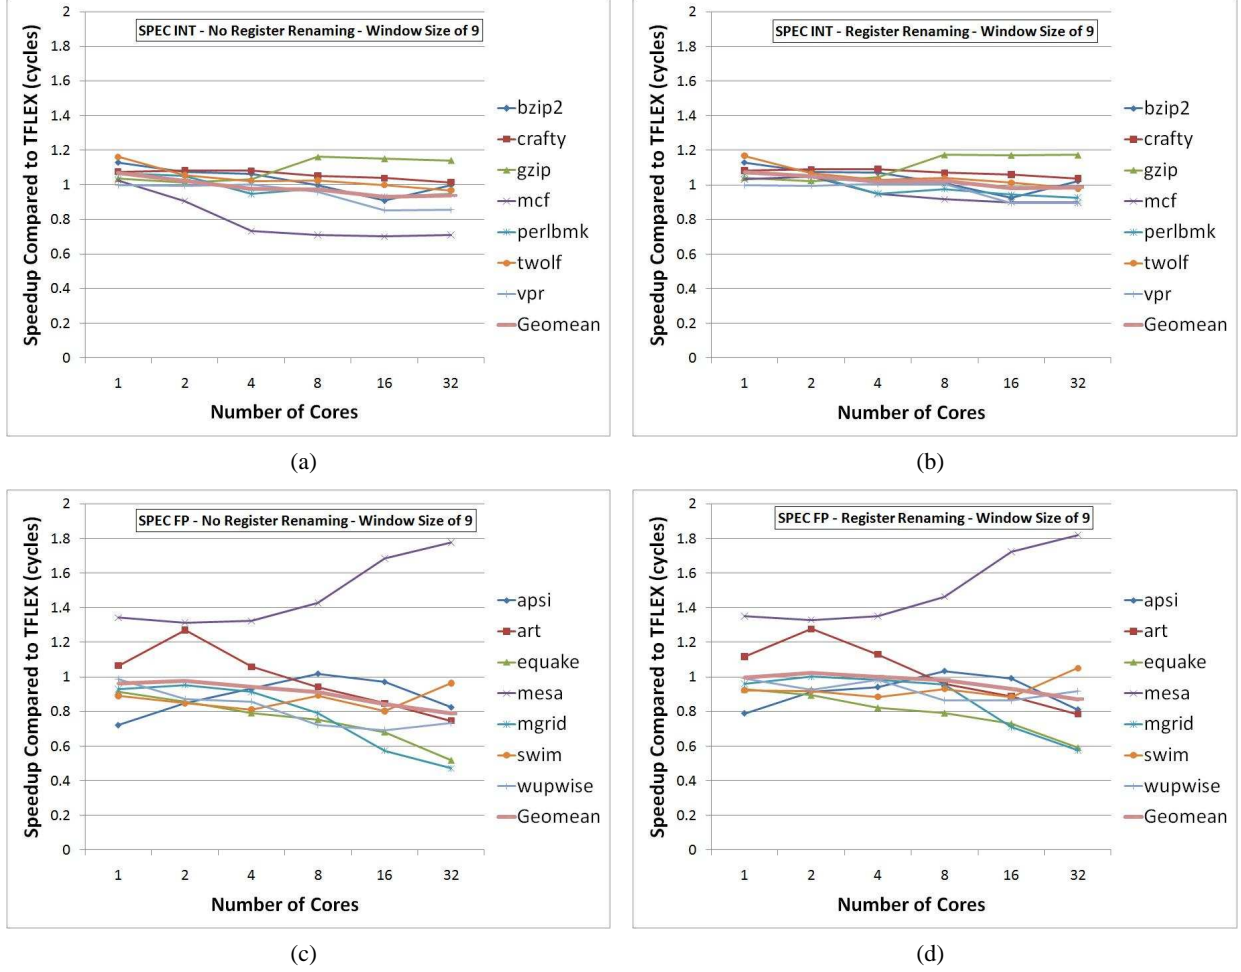 SPEC INT - No Register Renaming - Window Size of 9
Speedup Compared to TFLEX (cycles)
2
1.8
1.6
1.4
1.2
1
0.8
0.6
0.4
0.2
0
1 2 4 8 16 32
Number of Cores
bzip2
crafty
gzip
mcf
perlbmk
twolf
vpr
Geomean
(a)
SPEC INT - Register Renaming - Window Size of 9
Speedup Compared to TFLEX (cycles)
2
1.8
1.6
1.4
1.2
1
0.8
0.6
0.4
0.2
0
1 2 4 8 16 32
Number of Cores
bzip2
crafty
gzip
mcf
perlbmk
twolf
vpr
Geomean
(b)
SPEC FP - No Register Renaming - Window Size of 9
Speedup Compared to TFLEX (cycles)
2
1.8
1.6
1.4
1.2
1
0.8
0.6
0.4
0.2
0
1 2 4 8 16 32
Number of Cores
apsi
art
equake
mesa
mgrid
swim
wupwise
Geomean
(c)
SPEC FP - Register Renaming - Window Size of 9
Speedup Compared to TFLEX (cycles)
2
1.8
1.6
1.4
1.2
1
0.8
0.6
0.4
0.2
0
1 2 4 8 16 32
Number of Cores
apsi
art
equake
mesa
mgrid
swim
wupwise
Geomean
(d)